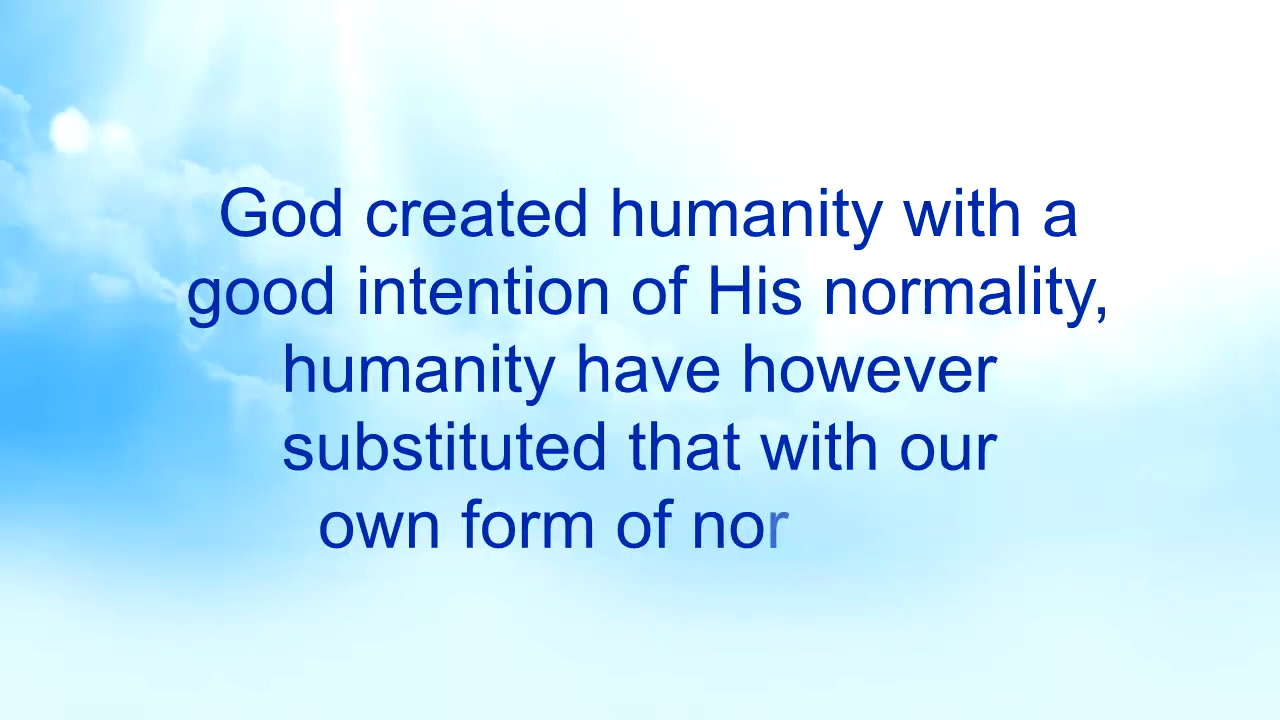 God created humanity with a
good intention of His normality,
humanity have however
substituted that with our
own form of nor